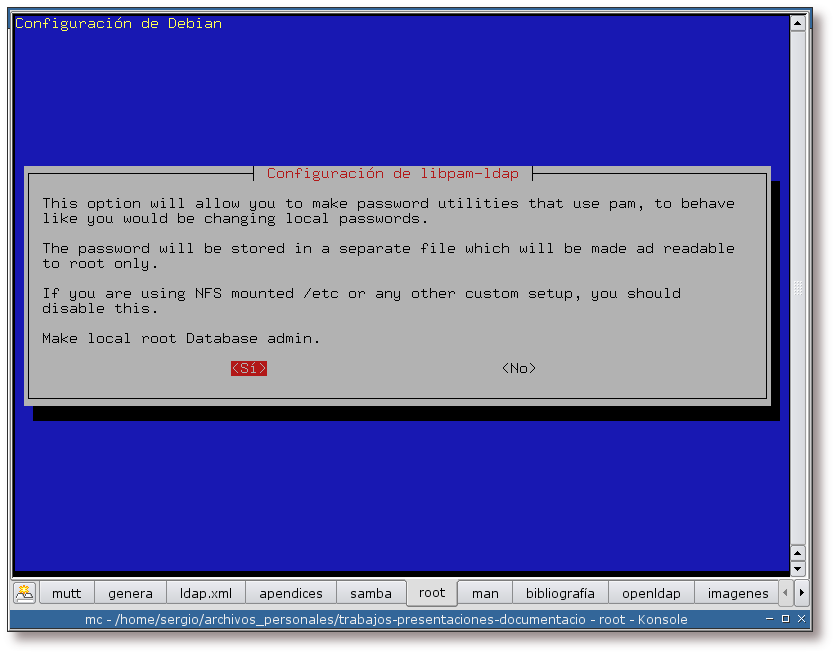 Configuración de Debian
Configuración de libpam-ldap
This option will allow you to make password utilities that use pam, to behave
like you would be changing local passwords.
The password will be stored in a separate file which will be made ad readable
to root only.
If you are using NFS mounted /etc or any other custom setup, you should
disable this.
Make local root Database admin.
<Sí> <No>
mutt genera ldap.xml apendices samba root man bibliografía openldap imagenes
mc - /home/sergio/archivos_personales/trabajos-presentaciones-documentacio - root - Konsole